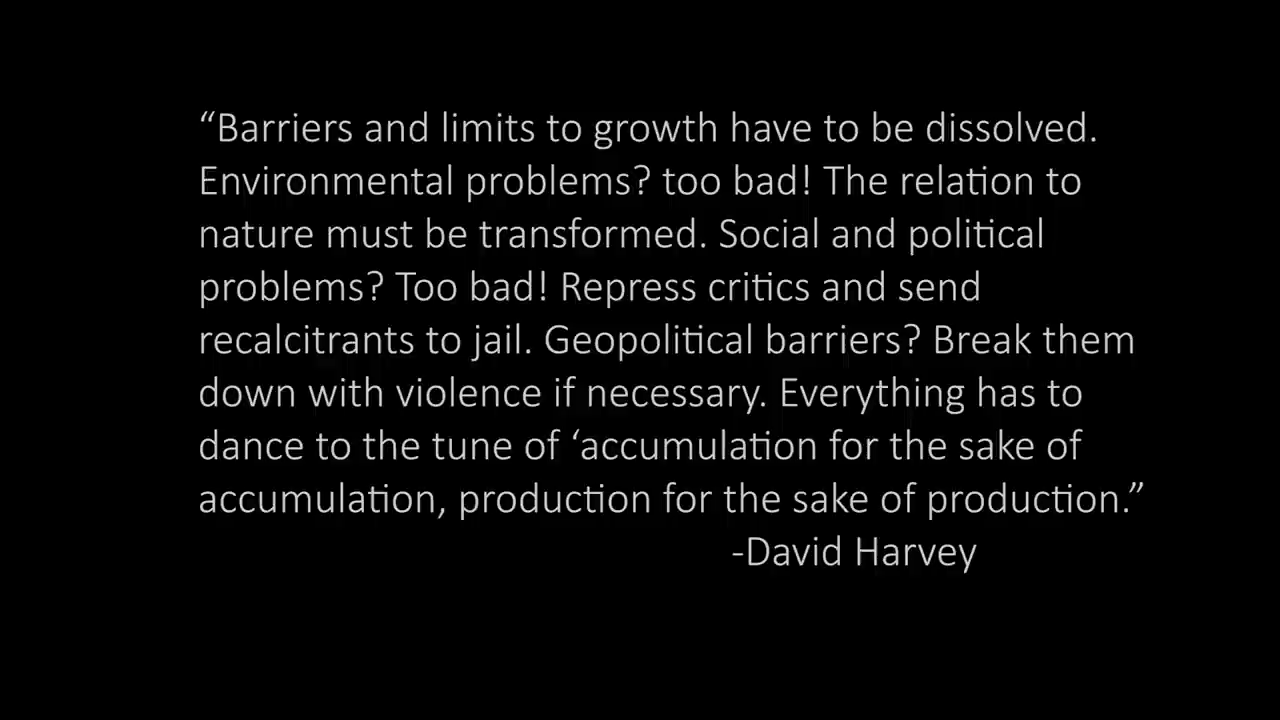 “Barriers and limits to growth have to be dissolved.
Environmental problems? too bad! The relation to
nature must be transformed. Social and political
problems? Too bad! Repress critics and send
recalcitrants to jail. Geopolitical barriers? Break them
down with violence if necessary. Everything has to
dance to the tune of ‘accumulation for the sake of
accumulation, production for the sake of production.”
-David Harvey